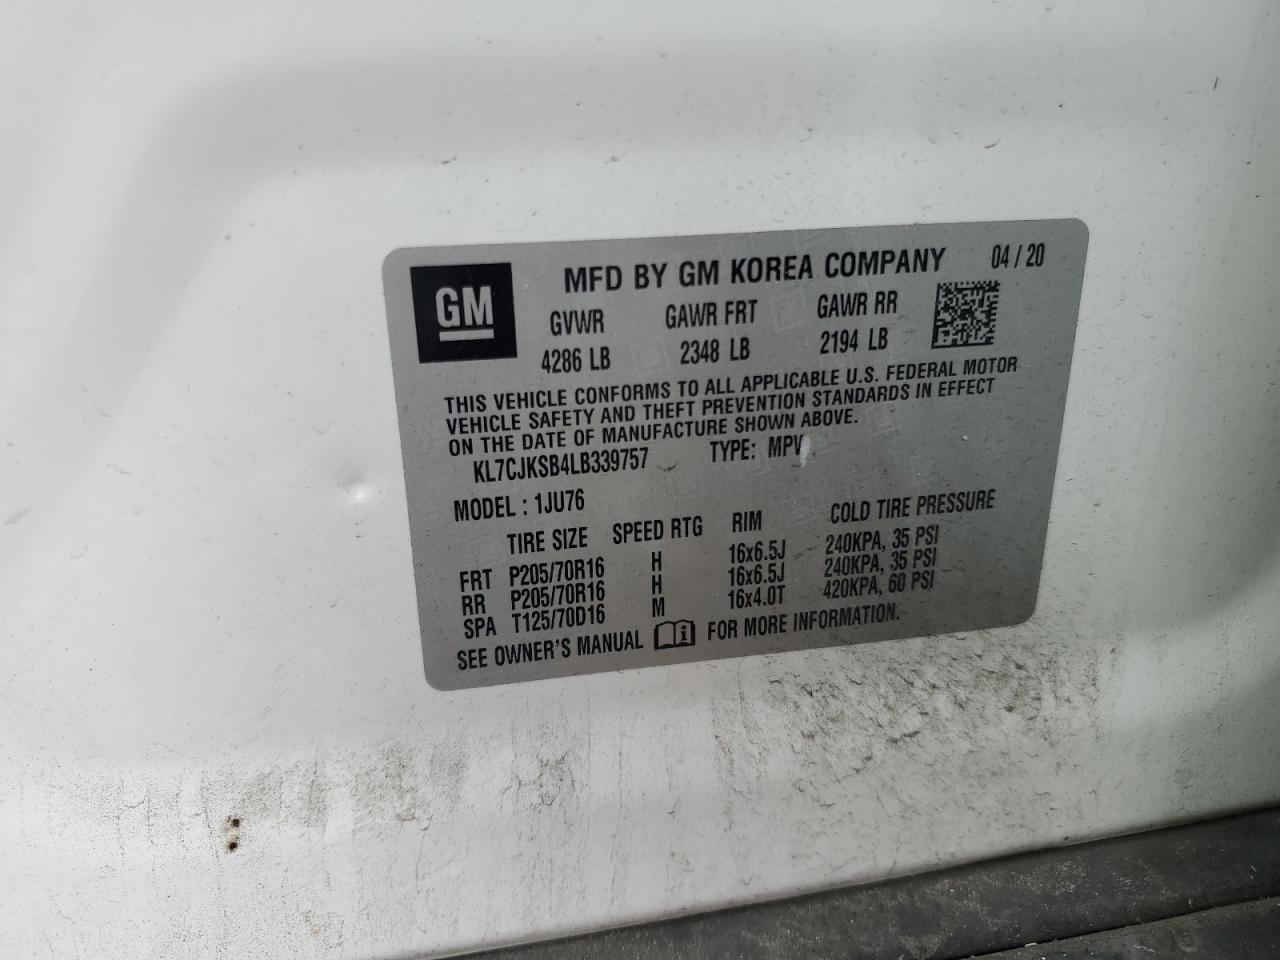 GM
MFD BY GM KOREA COMPANY 04 / 20
GVWR GAWR FRT GAWR RR
4286 LB 2348 LB 2194 LB
THIS VEHICLE CONFORMS TO ALL APPLICABLE U.S. FEDERAL MOTOR
VEHICLE SAFETY AND THEFT PREVENTION STANDARDS IN EFFECT
ON THE DATE OF MANUFACTURE SHOWN ABOVE.
KL7CJKSB4LB339757 TYPE: MPV
MODEL : 1JU76
TIRE SIZE SPEED RTG RIM COLD TIRE PRESSURE
FRT P205/70R16 H 16x6.5J 240KPA, 35 PSI
RR P205/70R16 H 16x6.5J 240KPA, 35 PSI
SPA T125/70D16 M 16x4.0T 420KPA, 60 PSI
SEE OWNER'S MANUAL FOR MORE INFORMATION.